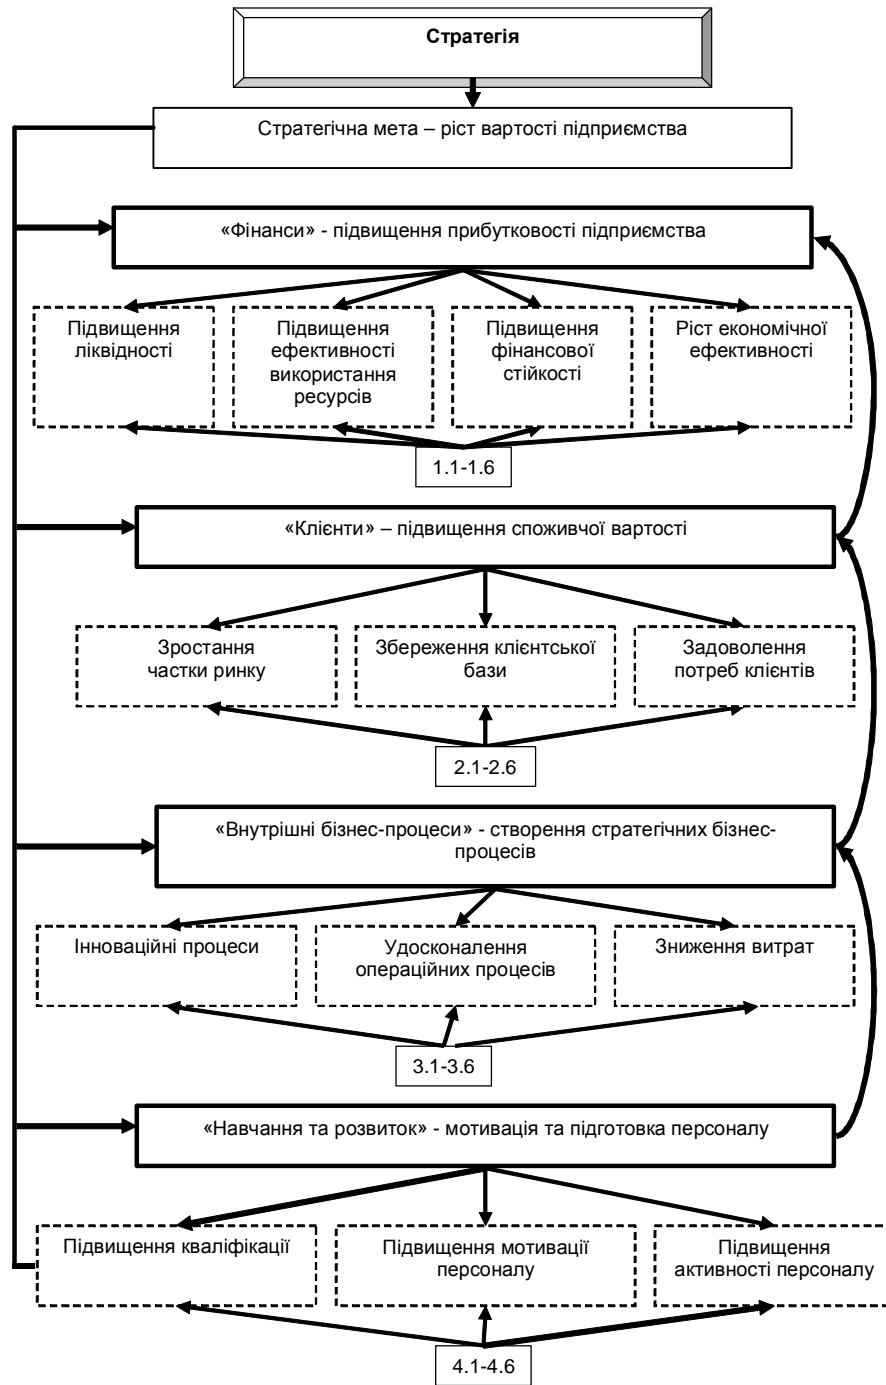 Стратегія
Стратегічна мета – ріст вартості підприємства
«Фінанси» - підвищення прибутковості підприємства
Підвищення
ліквідності
Підвищення
ефективності
використання
ресурсів
Підвищення
фінансової
стійкості
Ріст економічної
ефективності
1.1-1.6
«Клієнти» – підвищення споживчої вартості
Зростання
частки ринку
Збереження клієнтської
бази
Задоволення
потреб клієнтів
2.1-2.6
«Внутрішні бізнес-процеси» - створення стратегічних бізнес-
процесів
Інноваційні процеси
Удосконалення
операційних процесів
Зниження витрат
3.1-3.6
«Навчання та розвиток» - мотивація та підготовка персоналу
Підвищення кваліфікації
Підвищення мотивації
персоналу
Підвищення
активності персоналу
4.1-4.6